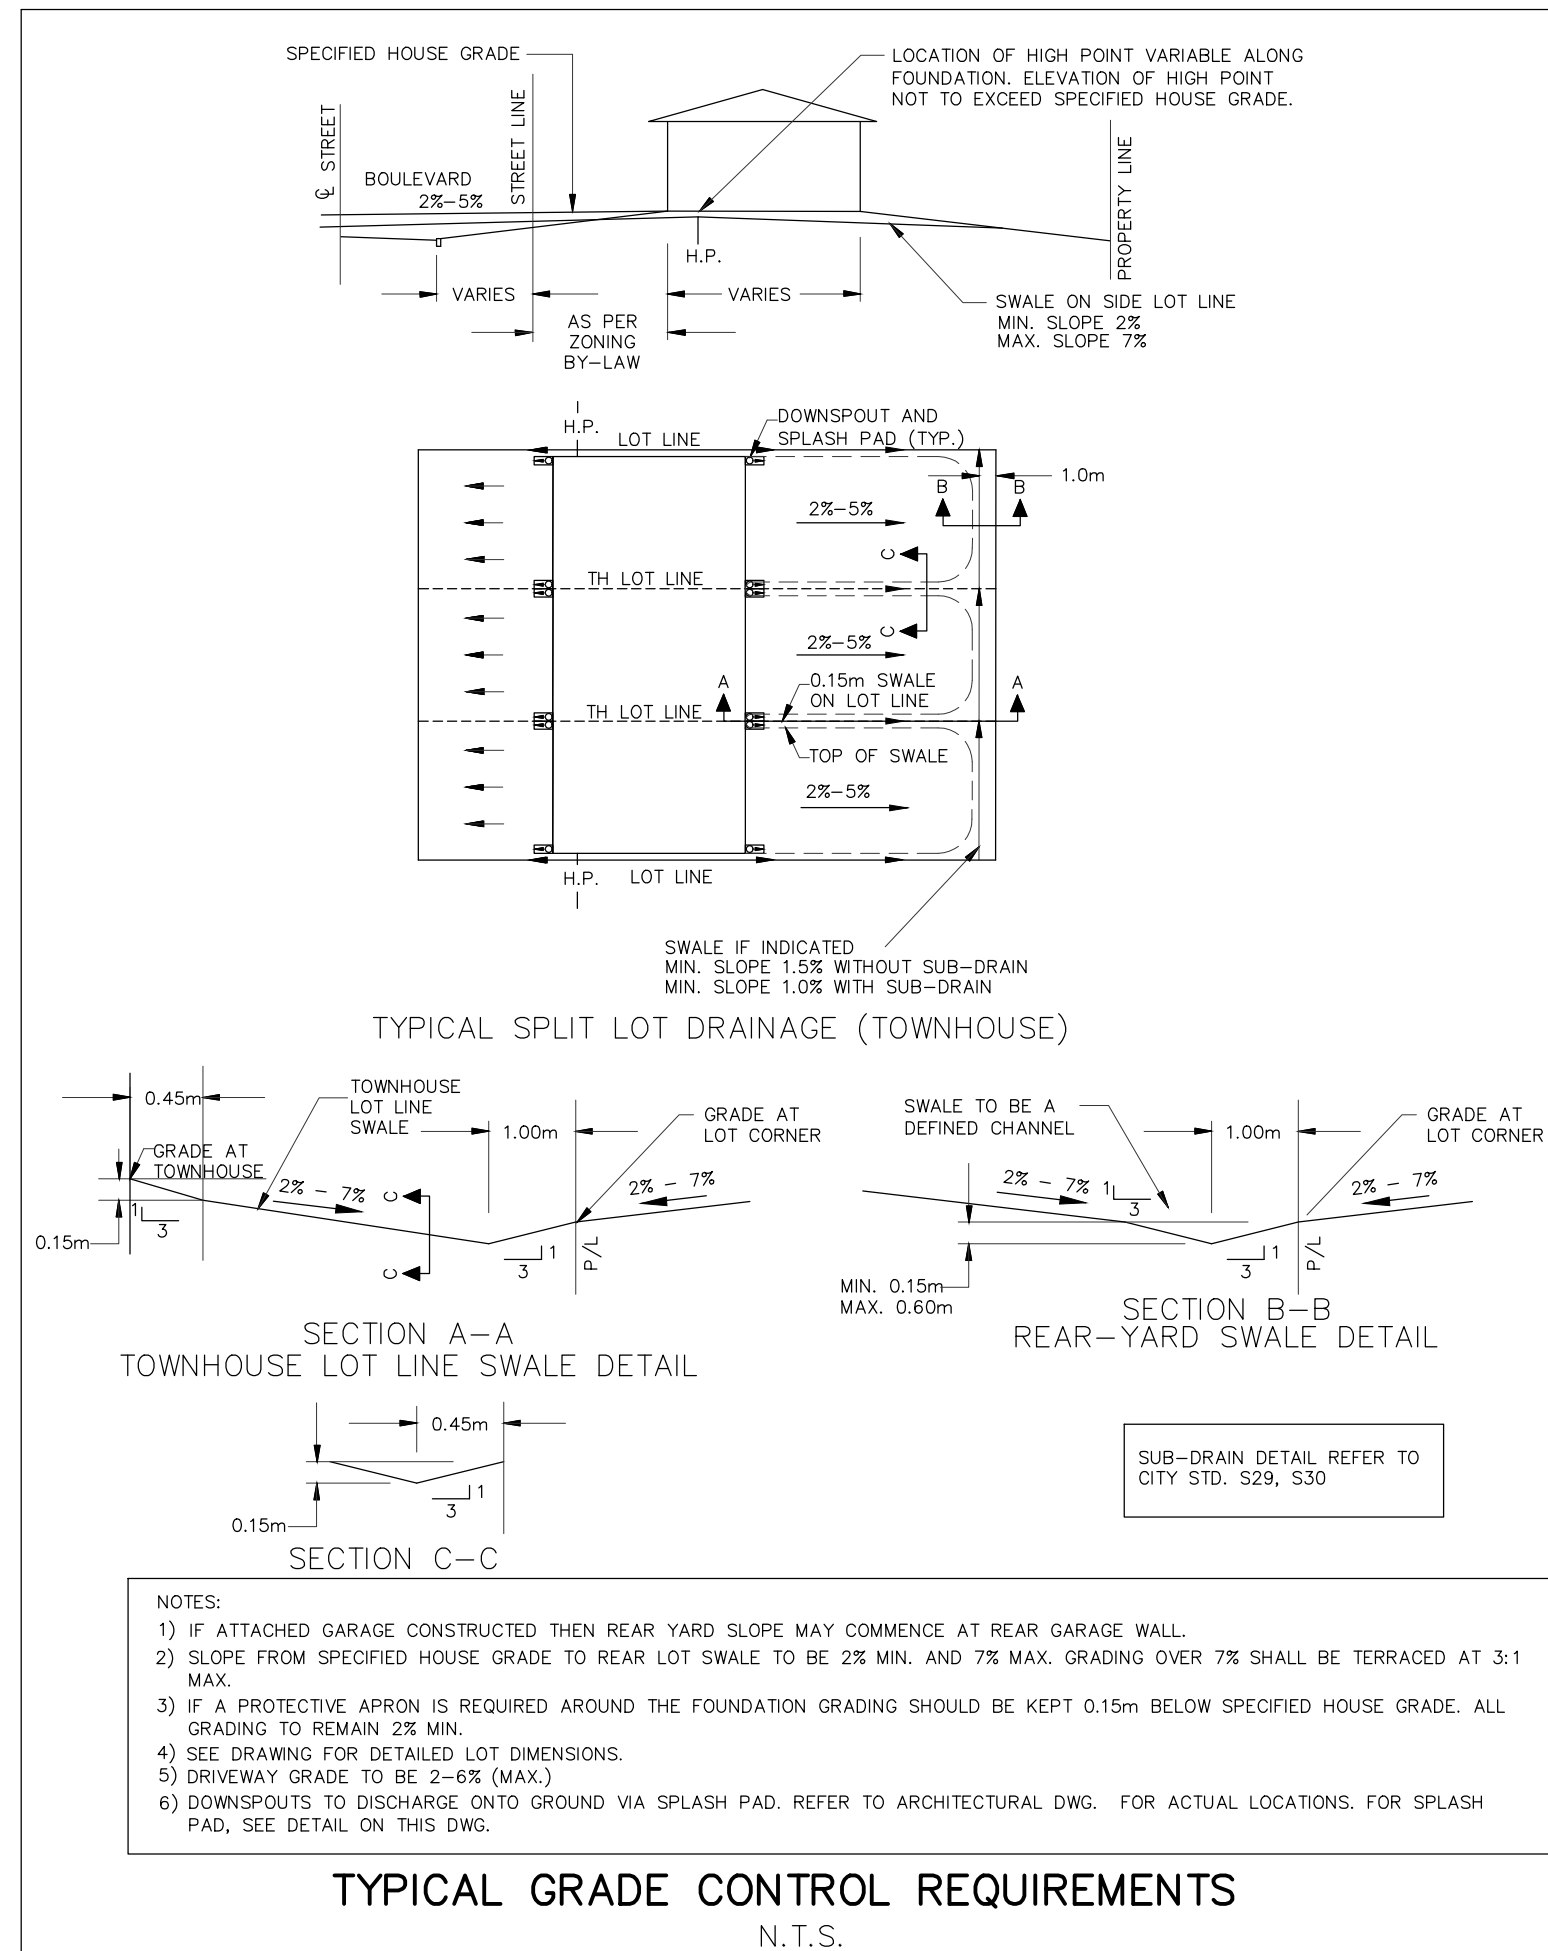 SPECIFIED HOUSE GRADE
LOCATION OF HIGH POINT VARIABLE ALONG
FOUNDATION. ELEVATION OF HIGH POINT
NOT TO EXCEED SPECIFIED HOUSE GRADE.
℄ STREET
STREET LINE
PROPERTY LINE
BOULEVARD
2%-5%
H.P.
VARIES
VARIES
SWALE ON SIDE LOT LINE
MIN. SLOPE 2%
MAX. SLOPE 7%
AS PER
ZONING
BY-LAW
H.P.
LOT LINE
DOWNSPOUT AND
SPLASH PAD (TYP.)
1.0m
B
B
2%-5%
C
TH LOT LINE
C
2%-5%
A
0.15m SWALE
ON LOT LINE
A
TH LOT LINE
TOP OF SWALE
2%-5%
H.P.
LOT LINE
SWALE IF INDICATED
MIN. SLOPE 1.5% WITHOUT SUB-DRAIN
MIN. SLOPE 1.0% WITH SUB-DRAIN
TYPICAL SPLIT LOT DRAINAGE (TOWNHOUSE)
0.45m
TOWNHOUSE
LOT LINE
SWALE
1.00m
GRADE AT
LOT CORNER
GRADE AT
TOWNHOUSE
2% - 7%
C
2% - 7%
1
3
0.15m
C
1
3
P/L
SECTION A-A
TOWNHOUSE LOT LINE SWALE DETAIL
SWALE TO BE A
DEFINED CHANNEL
1.00m
GRADE AT
LOT CORNER
2% - 7%
1
3
2% - 7%
1
3
P/L
MIN. 0.15m
MAX. 0.60m
SECTION B-B
REAR-YARD SWALE DETAIL
0.45m
1
3
0.15m
SECTION C-C
SUB-DRAIN DETAIL REFER TO
CITY STD. S29, S30
NOTES:
1) IF ATTACHED GARAGE CONSTRUCTED THEN REAR YARD SLOPE MAY COMMENCE AT REAR GARAGE WALL.
2) SLOPE FROM SPECIFIED HOUSE GRADE TO REAR LOT SWALE TO BE 2% MIN. AND 7% MAX. GRADING OVER 7% SHALL BE TERRACED AT 3:1
MAX.
3) IF A PROTECTIVE APRON IS REQUIRED AROUND THE FOUNDATION GRADING SHOULD BE KEPT 0.15m BELOW SPECIFIED HOUSE GRADE. ALL
GRADING TO REMAIN 2% MIN.
4) SEE DRAWING FOR DETAILED LOT DIMENSIONS.
5) DRIVEWAY GRADE TO BE 2-6% (MAX.)
6) DOWNSPOUTS TO DISCHARGE ONTO GROUND VIA SPLASH PAD. REFER TO ARCHITECTURAL DWG. FOR ACTUAL LOCATIONS. FOR SPLASH
PAD, SEE DETAIL ON THIS DWG.
TYPICAL GRADE CONTROL REQUIREMENTS
N.T.S.